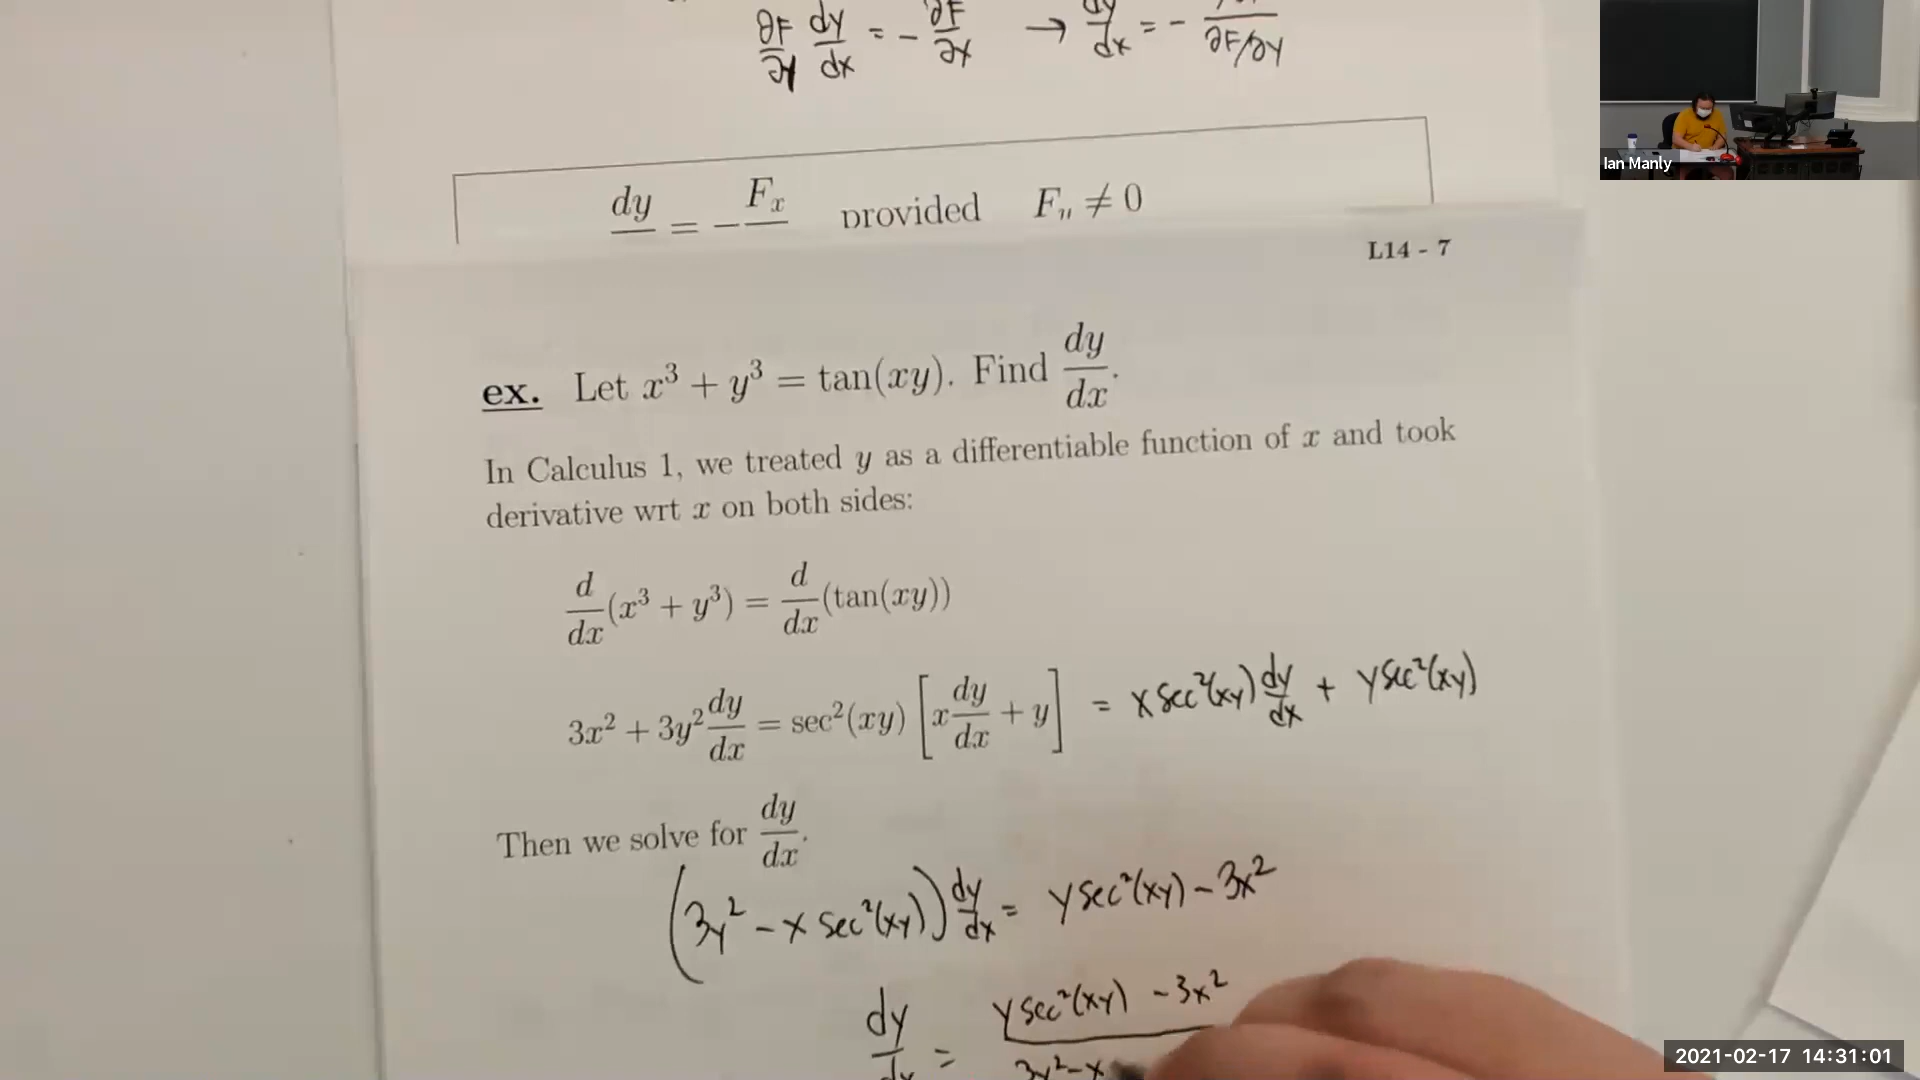 ∂F/∂y dy/dx = - ∂F/∂x → dy/dx = - /∂F/∂y
Ian Manly
dy = - F_x provided F_y ≠ 0
L14 - 7
ex. Let x³ + y³ = tan(xy). Find dy/dx.
In Calculus 1, we treated y as a differentiable function of x and took
derivative wrt x on both sides:
d/dx (x³ + y³) = d/dx (tan(xy))
3x² + 3y² dy/dx = sec²(xy) [x dy/dx + y] = x sec²(xy) dy/dx + y sec²(xy)
Then we solve for dy/dx.
(3y² - x sec²(xy)) dy/dx = y sec²(xy) - 3x²
dy/dx = y sec²(xy) - 3x² / 3y² - x
2021-02-17 14:31:01